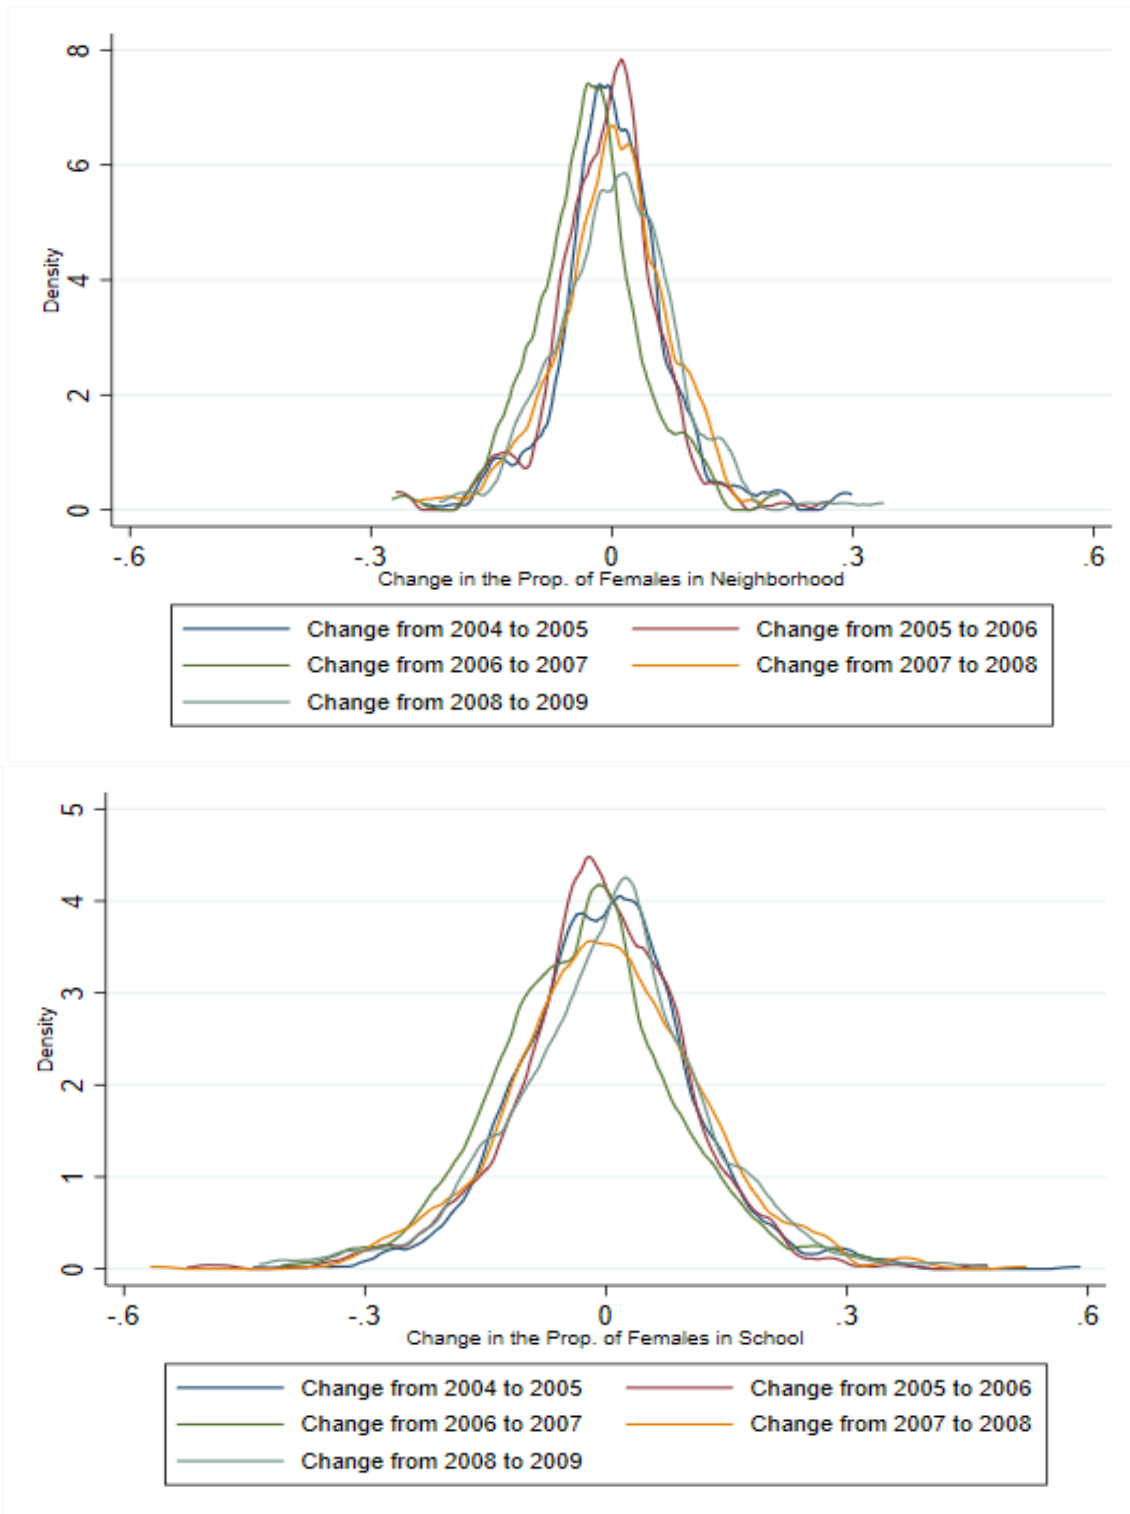 8
6
4
2
0
Density
-.6 -.3 0 .3 .6
Change in the Prop. of Females in Neighborhood
Change from 2004 to 2005 Change from 2005 to 2006
Change from 2006 to 2007 Change from 2007 to 2008
Change from 2008 to 2009
5
4
3
2
1
0
Density
-.6 -.3 0 .3 .6
Change in the Prop. of Females in School
Change from 2004 to 2005 Change from 2005 to 2006
Change from 2006 to 2007 Change from 2007 to 2008
Change from 2008 to 2009